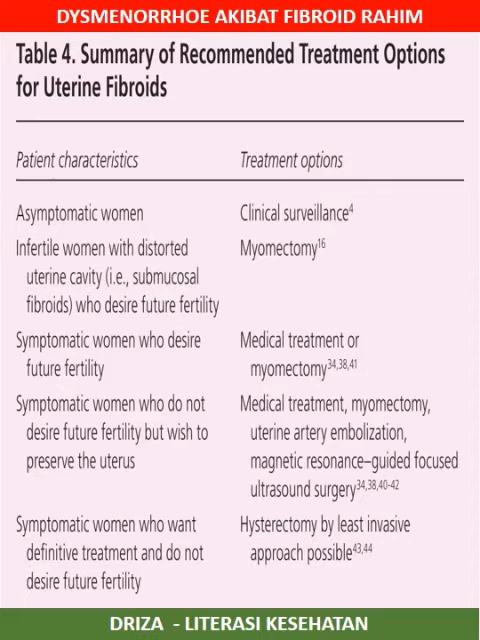 DYSMENORRHOE AKIBAT FIBROID RAHIM
Table 4. Summary of Recommended Treatment Options
for Uterine Fibroids
Patient characteristics Treatment options
Asymptomatic women Clinical surveillance4
Infertile women with distorted Myomectomy16
uterine cavity (i.e., submucosal
fibroids) who desire future fertility
Symptomatic women who desire Medical treatment or
future fertility myomectomy34,38,41
Symptomatic women who do not Medical treatment, myomectomy,
desire future fertility but wish to uterine artery embolization,
preserve the uterus magnetic resonance–guided focused
ultrasound surgery34,38,40-42
Symptomatic women who want Hysterectomy by least invasive
definitive treatment and do not approach possible43,44
desire future fertility
DRIZA - LITERASI KESEHATAN